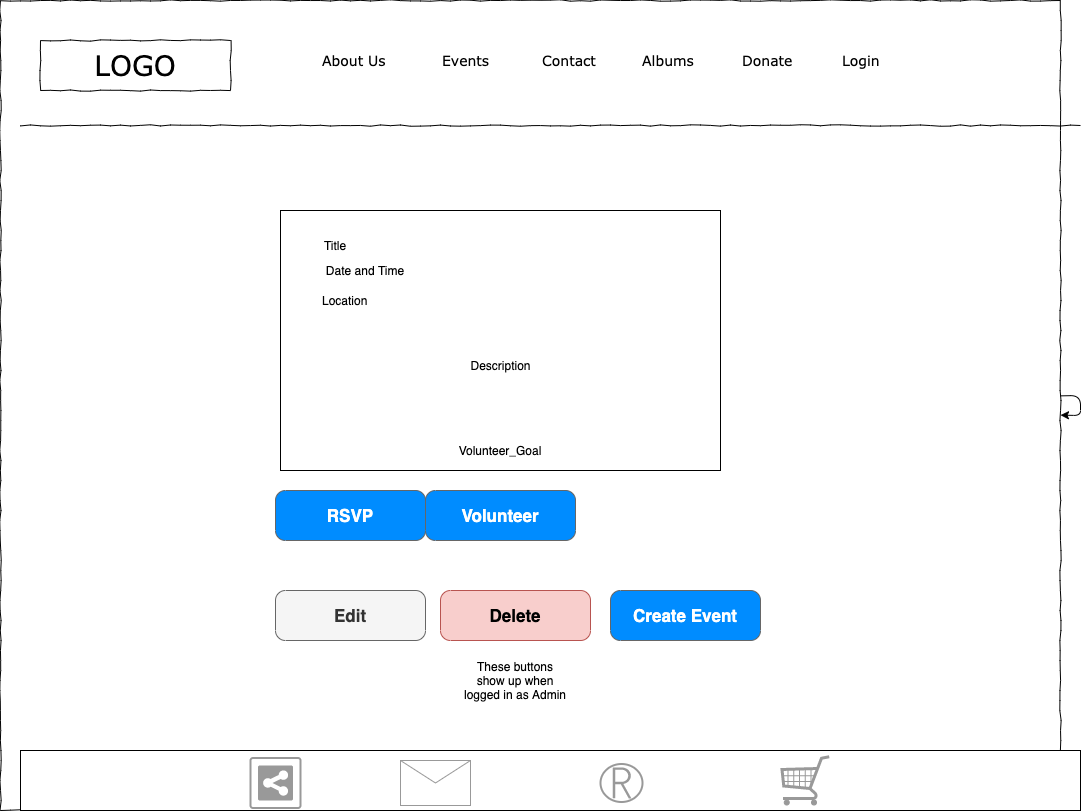 LOGO
About Us
Events
Contact
Albums
Donate
Login
Title
Date and Time
Location
Description
Volunteer_Goal
RSVP
Volunteer
Edit
Delete
Create Event
These buttons
show up when
logged in as Admin
®